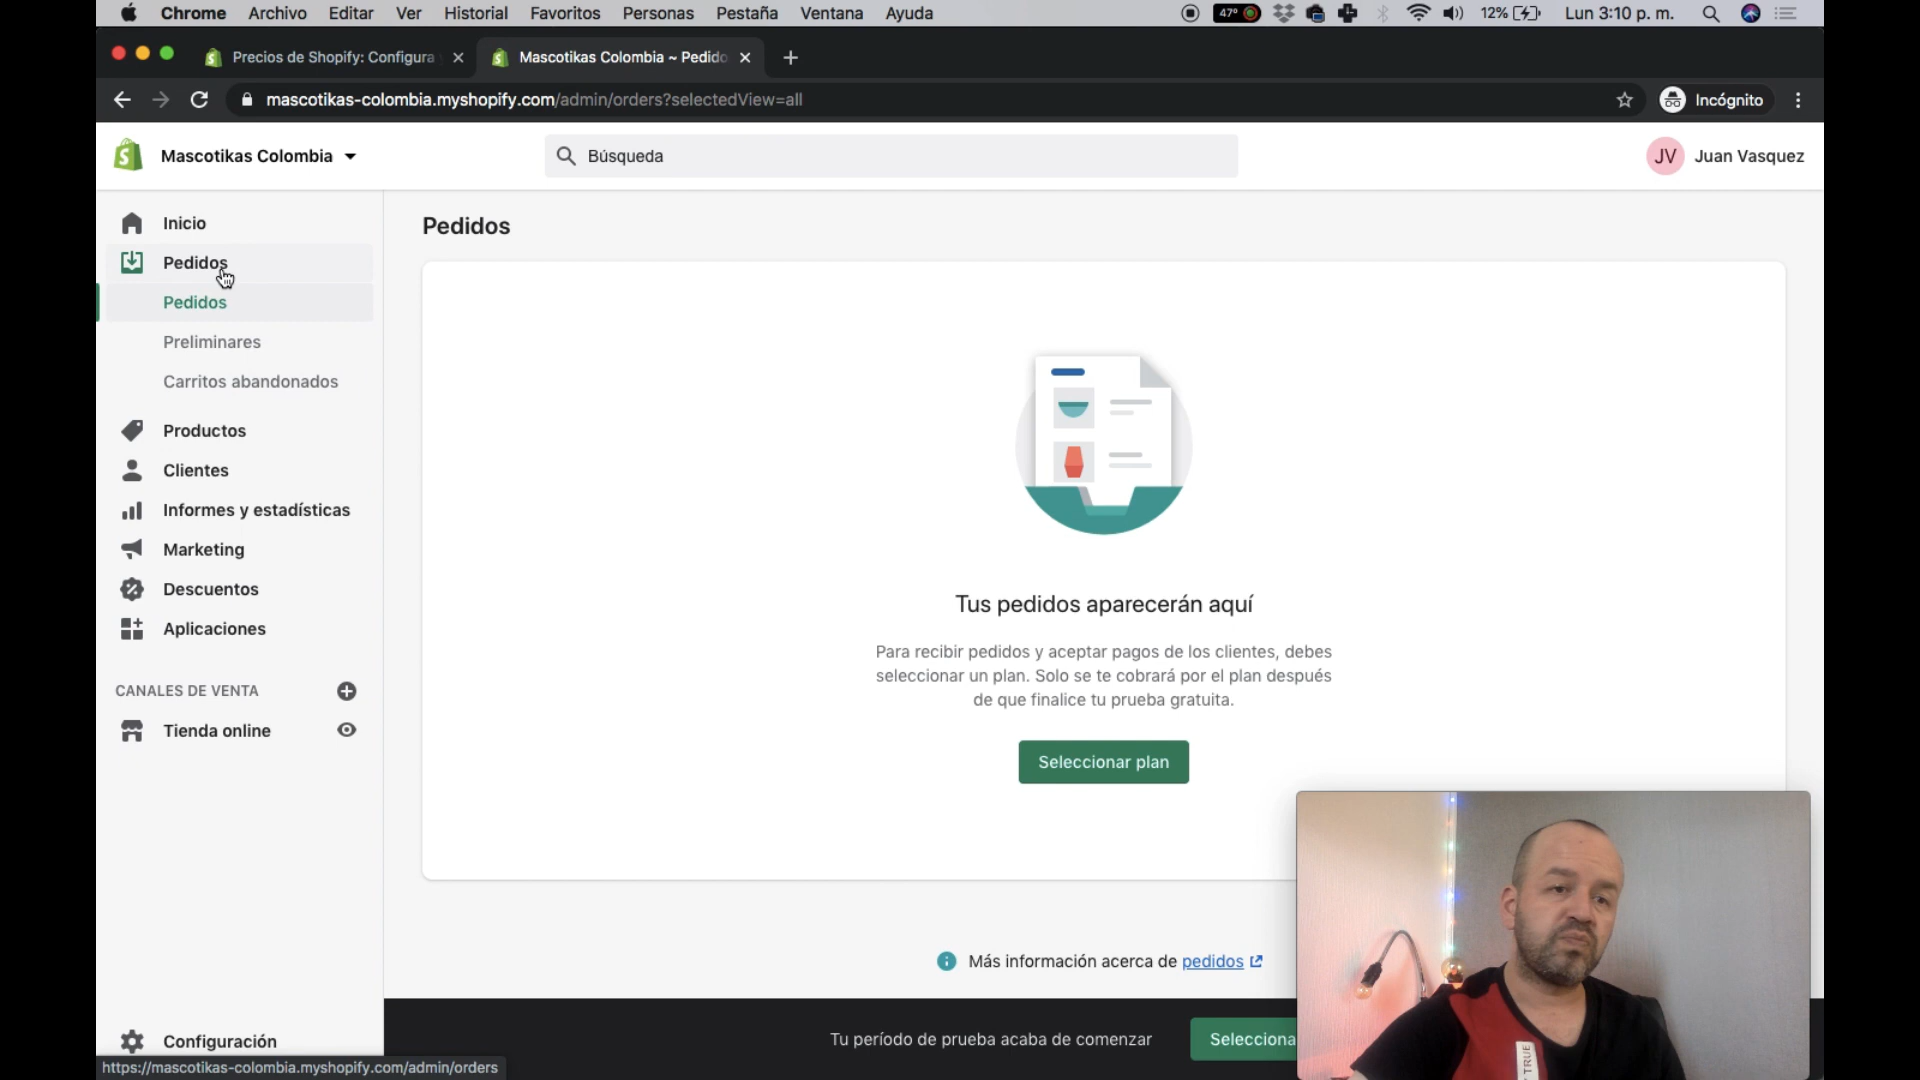 Chrome Archivo Editar Ver Historial Favoritos Personas Pestaña Ventana Ayuda 47° 12% Lun 3:10 p. m.
Precios de Shopify: Configura
Mascotikas Colombia ~ Pedido
mascotikas-colombia.myshopify.com/admin/orders?selectedView=all
Incógnito
Mascotikas Colombia
Búsqueda
JV Juan Vasquez
Inicio
Pedidos
Pedidos
Preliminares
Carritos abandonados
Productos
Clientes
Informes y estadísticas
Marketing
Descuentos
Aplicaciones
CANALES DE VENTA
Tienda online
Configuración
https://mascotikas-colombia.myshopify.com/admin/orders
Pedidos
Tus pedidos aparecerán aquí
Para recibir pedidos y aceptar pagos de los clientes, debes
seleccionar un plan. Solo se te cobrará por el plan después
de que finalice tu prueba gratuita.
Seleccionar plan
Más información acerca de pedidos
Tu período de prueba acaba de comenzar
Selecciona
TRUE